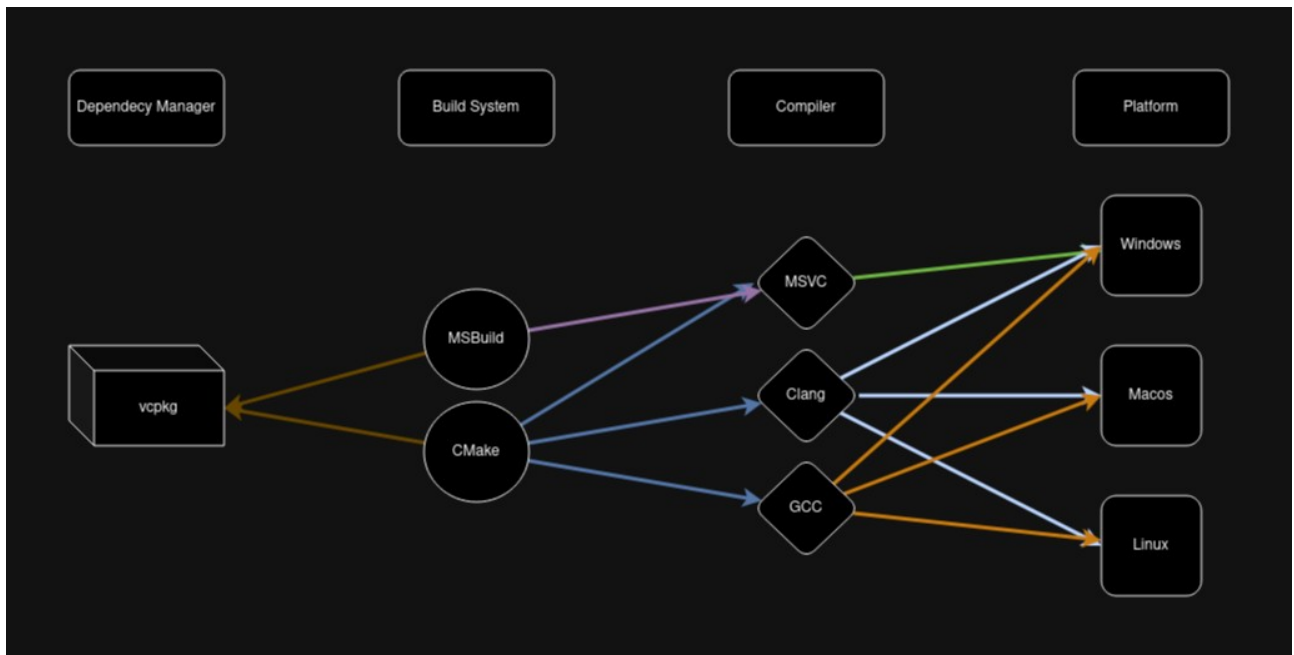 Dependecy Manager
Build System
Compiler
Platform
Windows
MSVC
MSBuild
vcpkg
Clang
Macos
CMake
GCC
Linux